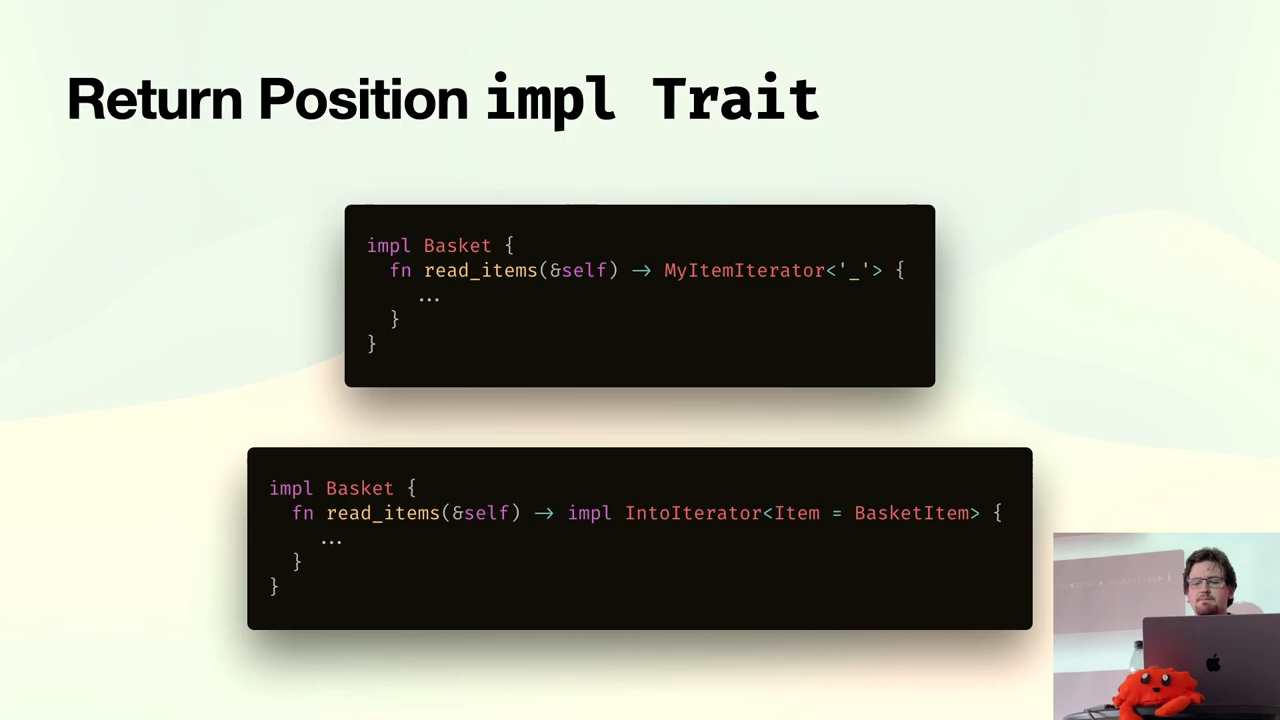 Return Position impl Trait
impl Basket {
fn read_items(&self) -> MyItemIterator<'_'> {
...
}
}
impl Basket {
fn read_items(&self) -> impl IntoIterator<Item = BasketItem> {
...
}
}